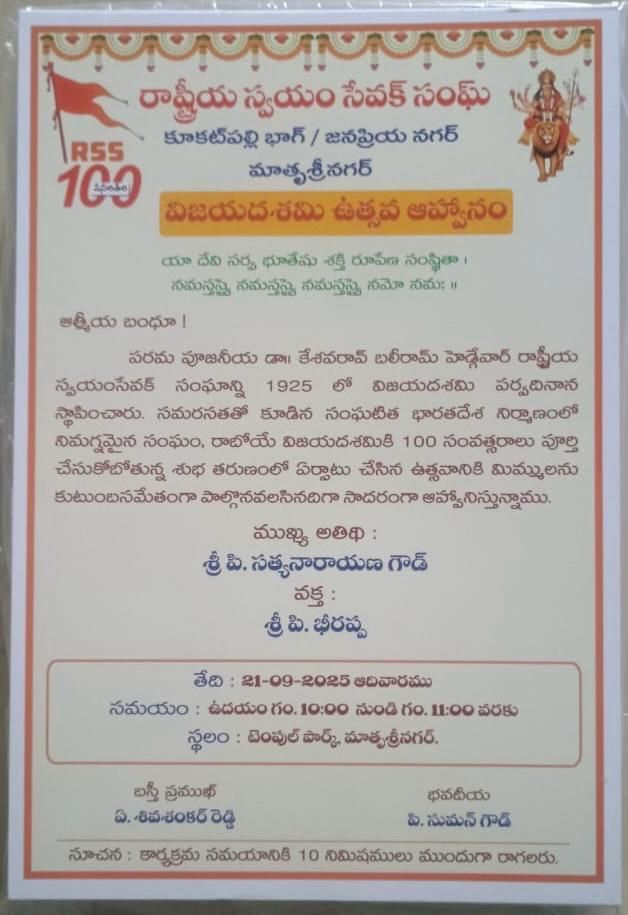 రాష్ట్రీయ స్వయం సేవక్ సంఘ్
కూకట్‌పల్లి భాగ్ / జనప్రియ నగర్
మాతృశ్రీనగర్
RSS
100
విజయదశమి ఉత్సవ ఆహ్వానం
యా దేవి సర్వ భూతేషు శక్తి రూపేణ సంస్థితా ।
నమస్తస్యై నమస్తస్యై నమస్తస్యై నమో నమః ॥
ఆత్మీయ బంధూ !
పరమ పూజనీయ డా॥ కేశవరావ్ బలీరామ్ హెడ్గేవార్ రాష్ట్రీయ
స్వయంసేవక్ సంఘాన్ని 1925 లో విజయదశమి పర్వదినాన
స్థాపించారు. సమరసతతో కూడిన సంఘటిత భారతదేశ నిర్మాణంలో
నిమగ్నమైన సంఘం, రాబోయే విజయదశమికి 100 సంవత్సరాలు పూర్తి
చేసుకోబోతున్న శుభ తరుణంలో ఏర్పాటు చేసిన ఉత్సవానికి మిమ్ములను
కుటుంబసమేతంగా పాల్గొనవలసినదిగా సాదరంగా ఆహ్వానిస్తున్నాము.
ముఖ్య అతిథి :
శ్రీ పి. సత్యనారాయణ గౌడ్
వక్త :
శ్రీ పి. భీరప్ప
తేది : 21-09-2025 ఆదివారము
సమయం : ఉదయం గం. 10:00 నుండి గం. 11:00 వరకు
స్థలం : టెంపుల్ పార్క్, మాతృశ్రీనగర్.
బస్తీ ప్రముఖ్
ఏ. శివశంకర్ రెడ్డి
భవదీయ
పి. సుమన్ గౌడ్
సూచన : కార్యక్రమ సమయానికి 10 నిమిషములు ముందుగా రాగలరు.